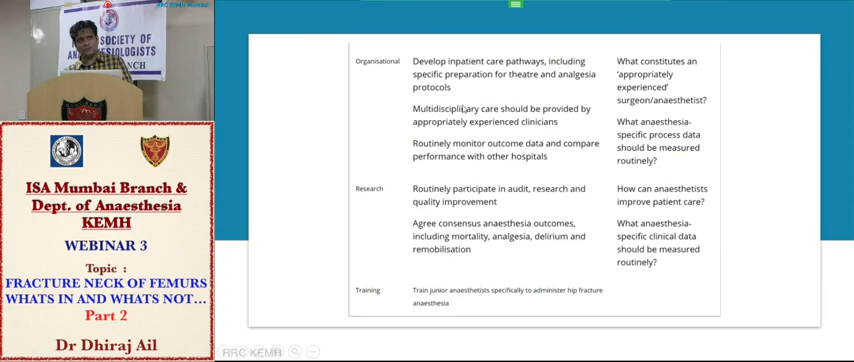 RRC KEMH Mumbai
SOCIETY OF
ISA Mumbai Branch &
Dept. of Anaesthesia
KEMH
WEBINAR 3
Topic :
FRACTURE NECK OF FEMURS
WHATS IN AND WHATS NOT...
Part 2
Dr Dhiraj Ail
Organisational
Develop inpatient care pathways, including
specific preparation for theatre and analgesia
protocols
Multidisciplinary care should be provided by
appropriately experienced clinicians
Routinely monitor outcome data and compare
performance with other hospitals
What constitutes an
'appropriately
experienced'
surgeon/anaesthetist?
What anaesthesia-
specific process data
should be measured
routinely?
Research
Routinely participate in audit, research and
quality improvement
Agree consensus anaesthesia outcomes,
including mortality, analgesia, delirium and
remobilisation
How can anaesthetists
improve patient care?
What anaesthesia-
specific clinical data
should be measured
routinely?
Training
Train junior anaesthetists specifically to administer hip fracture
anaesthesia
RRC KEMH